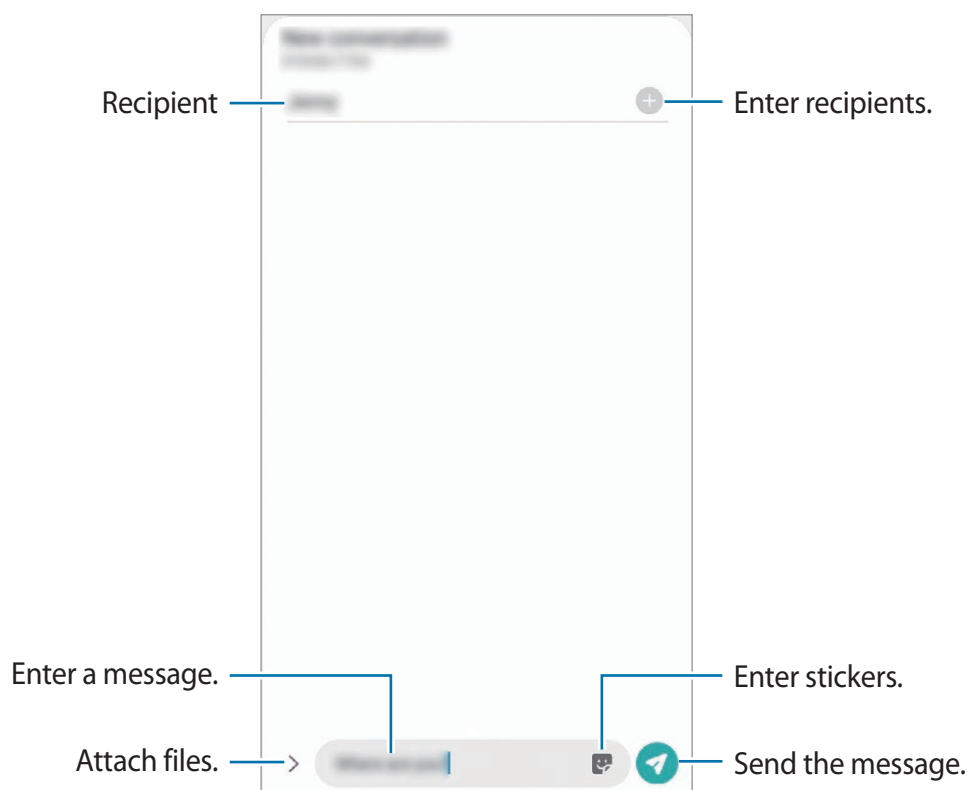 Recipient
Enter recipients.
Enter a message.
Enter stickers.
Attach files.
Send the message.